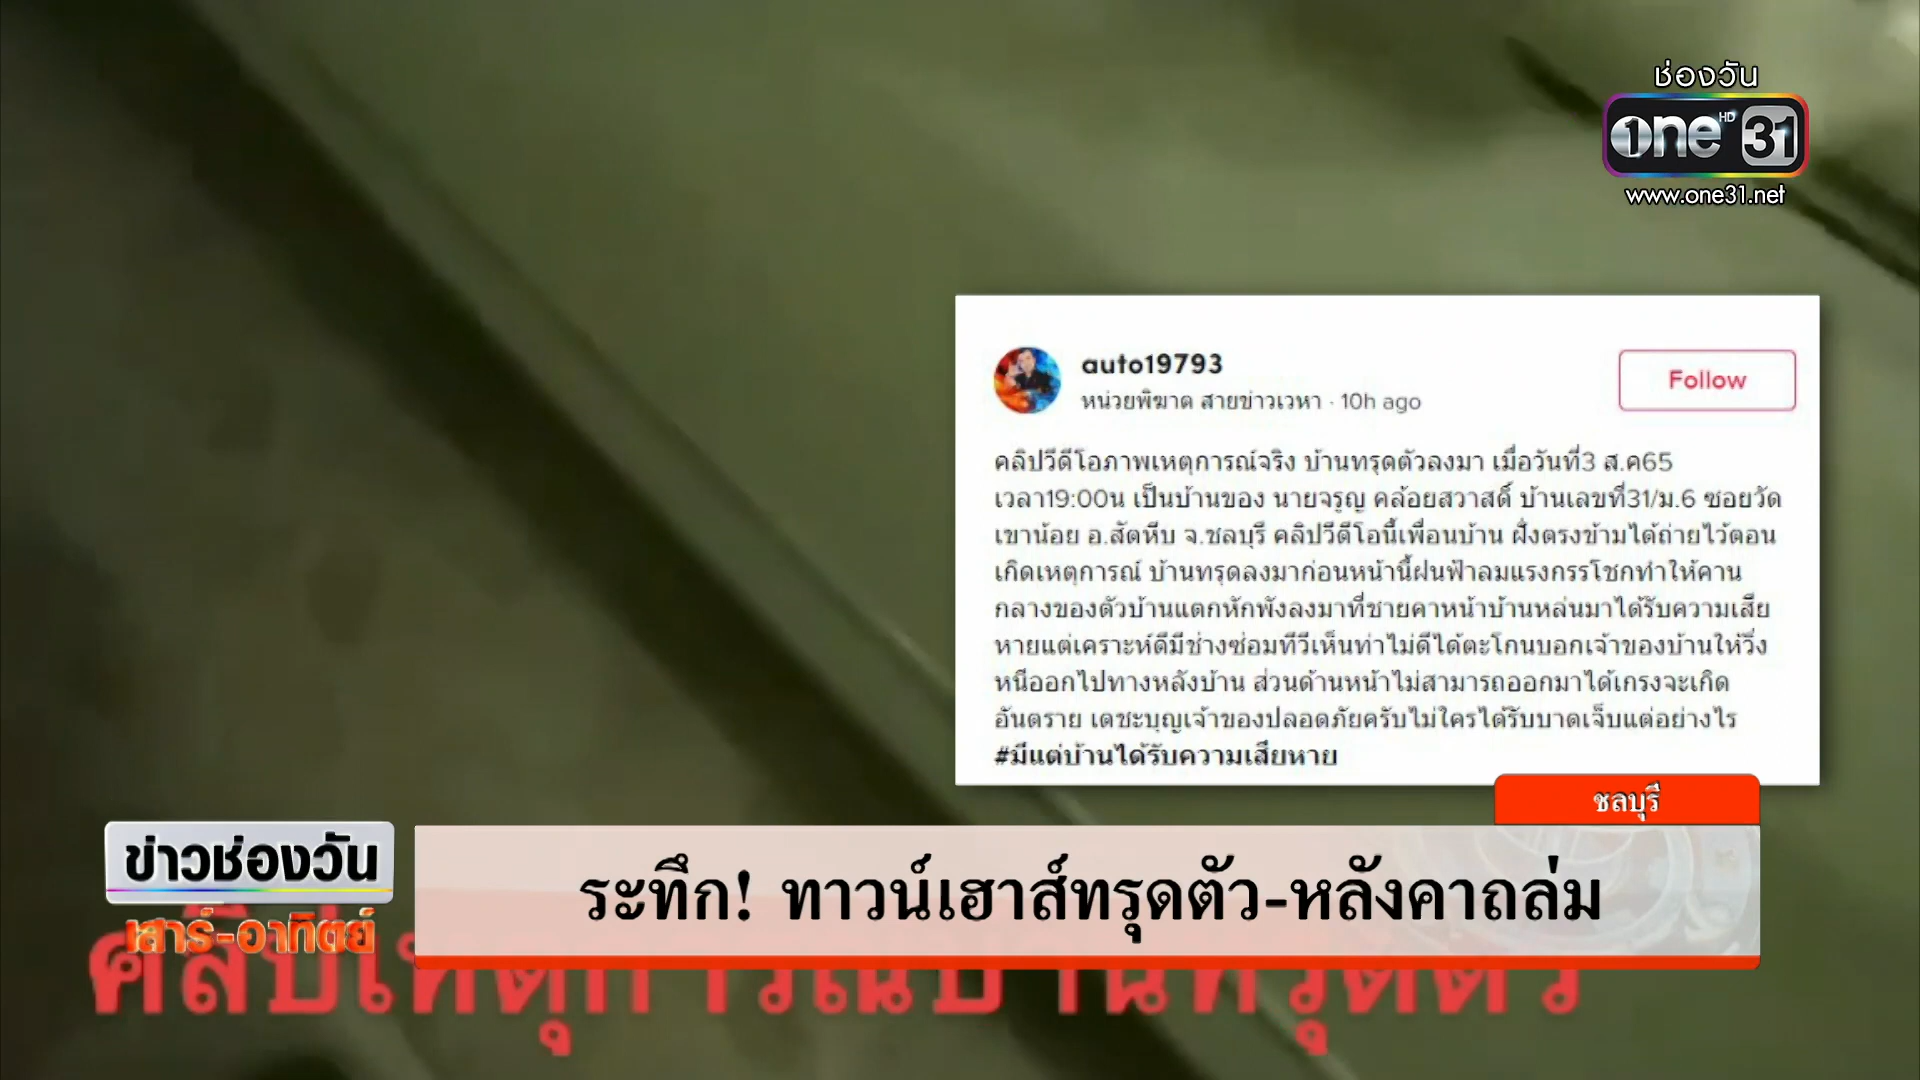 ช่องวัน
one HD 31
www.one31.net
auto19793
หน่วยพิฆาต สายข่าวเวหา · 10h ago
Follow
คลิปวีดีโอภาพเหตุการณ์จริง บ้านทรุดตัวลงมา เมื่อวันที่3 ส.ค65
เวลา19:00น เป็นบ้านของ นายจรูญ คล้อยสวาสดิ์ บ้านเลขที่31/ม.6 ซอยวัด
เขาน้อย อ.สัตหีบ จ.ชลบุรี คลิปวีดีโอนี้เพื่อนบ้าน ฝั่งตรงข้ามได้ถ่ายไว้ตอน
เกิดเหตุการณ์ บ้านทรุดลงมาก่อนหน้านี้ฝนฟ้าลมแรงกรรโชกทำให้คาน
กลางของตัวบ้านแตกหักพังลงมาที่ชายคาหน้าบ้านหล่นมาได้รับความเสีย
หายแต่เคราะห์ดีมีช่างซ่อมทีวีเห็นท่าไม่ดีได้ตะโกนบอกเจ้าของบ้านให้วิ่ง
หนีออกไปทางหลังบ้าน ส่วนด้านหน้าไม่สามารถออกมาได้เกรงจะเกิด
อันตราย เดชะบุญเจ้าของปลอดภัยครับไม่ใครได้รับบาดเจ็บแต่อย่างไร
#มีแต่บ้านได้รับความเสียหาย
ชลบุรี
ข่าวช่องวัน
เสาร์-อาทิตย์
ระทึก! ทาวน์เฮาส์ทรุดตัว-หลังคาถล่ม
คลิปเหตุการณ์บ้านทรุดตัว